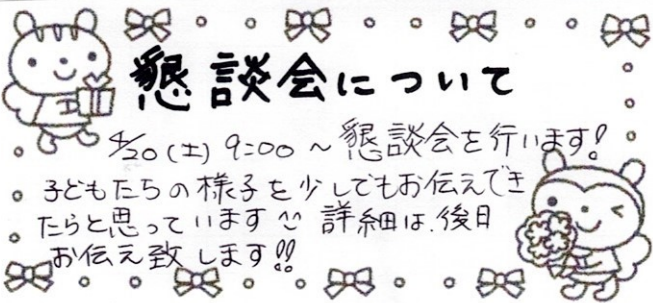 懇談会について
4/20(土) 9:00～懇談会を行います!
子どもたちの様子を少しでもお伝えでき
たらと思っています 詳細は、後日
お伝え致します!!